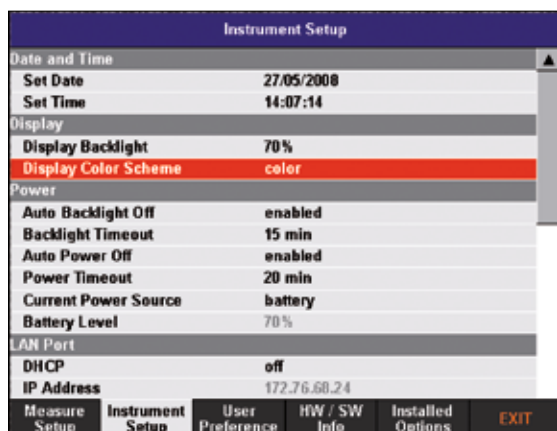 Instrument Setup
Date and Time
Set Date 27/05/2008
Set Time 14:07:14
Display
Display Backlight 70%
Display Color Scheme color
Power
Auto Backlight Off enabled
Backlight Timeout 15 min
Auto Power Off enabled
Power Timeout 20 min
Current Power Source battery
Battery Level 70%
LAN Port
DHCP off
IP Address 172.76.68.24
Measure Setup
Instrument Setup
User Preference
HW / SW Info
Installed Options
EXIT